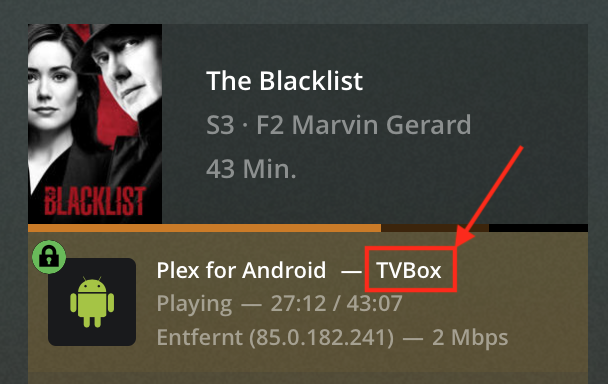 BLACKLIST
The Blacklist
S3 · F2 Marvin Gerard
43 Min.
Plex for Android — TVBox
Playing — 27:12 / 43:07
Entfernt (85.0.182.241) — 2 Mbps